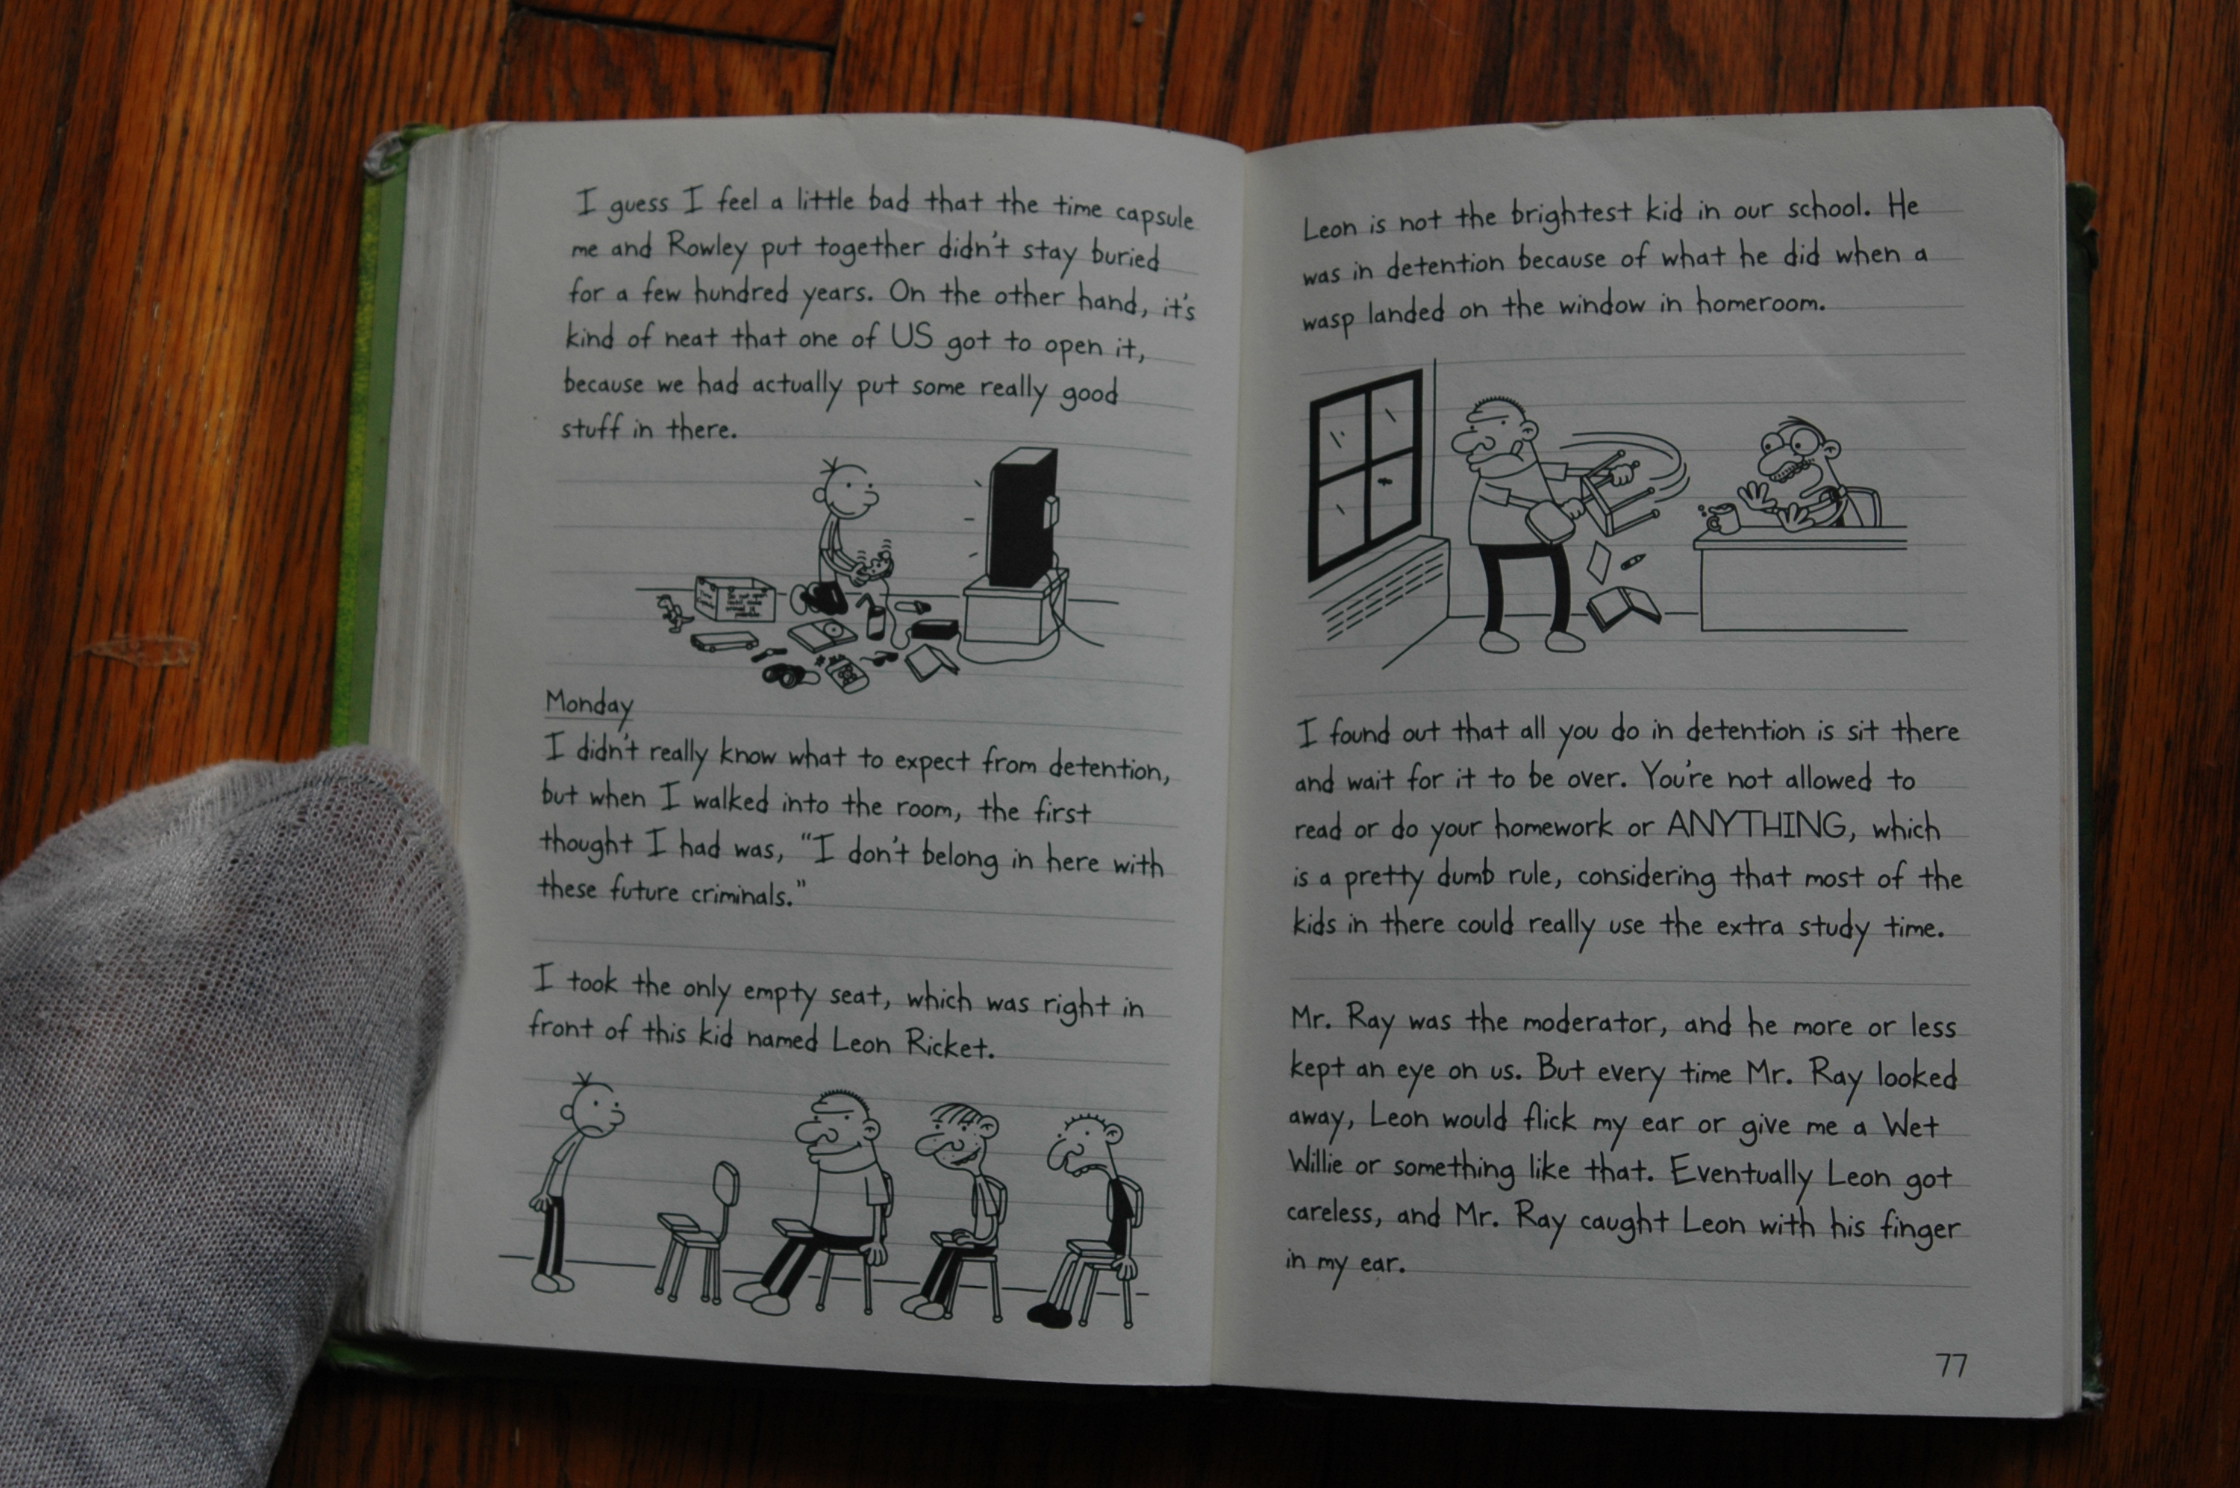 I guess I feel a little bad that the time capsule
me and Rowley put together didn't stay buried
for a few hundred years. On the other hand, it's
kind of neat that one of US got to open it,
because we had actually put some really good
stuff in there.
Monday
I didn't really know what to expect from detention,
but when I walked into the room, the first
thought I had was, "I don't belong in here with
these future criminals."
I took the only empty seat, which was right in
front of this kid named Leon Ricket.
Leon is not the brightest kid in our school. He
was in detention because of what he did when a
wasp landed on the window in homeroom.
I found out that all you do in detention is sit there
and wait for it to be over. You're not allowed to
read or do your homework or ANYTHING, which
is a pretty dumb rule, considering that most of the
kids in there could really use the extra study time.
Mr. Ray was the moderator, and he more or less
kept an eye on us. But every time Mr. Ray looked
away, Leon would flick my ear or give me a Wet
Willie or something like that. Eventually Leon got
careless, and Mr. Ray caught Leon with his finger
in my ear.
77